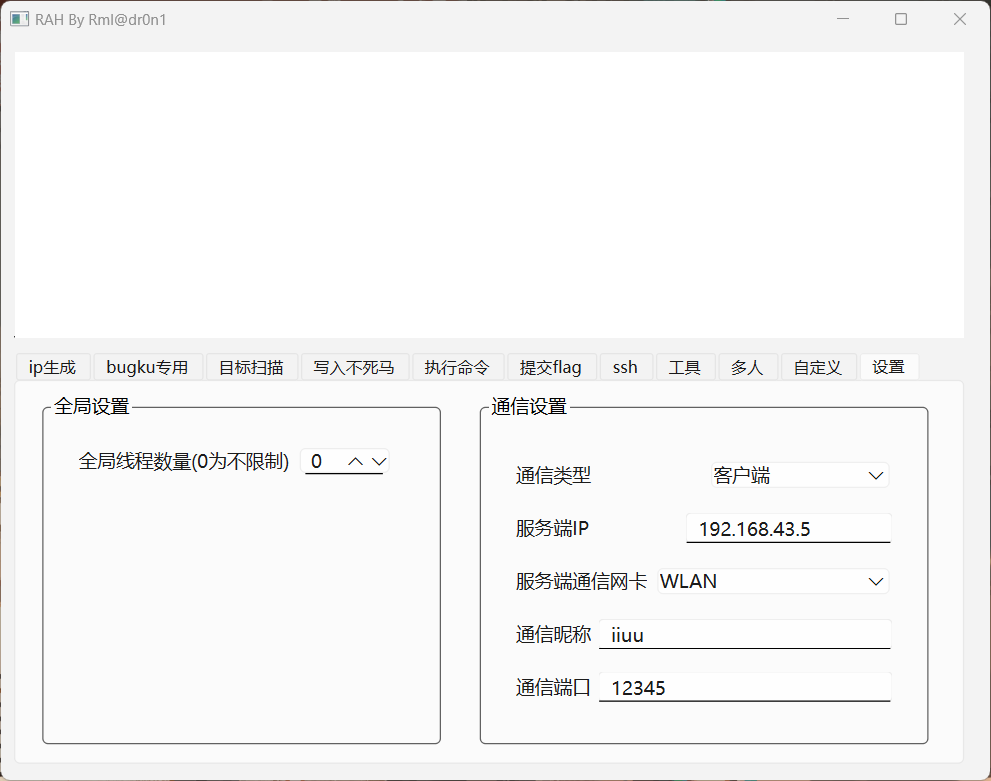 RAH By Rml@dr0n1
ip生成 bugku专用 目标扫描 写入不死马 执行命令 提交flag ssh 工具 多人 自定义 设置
全局设置
全局线程数量(0为不限制) 0
通信设置
通信类型 客户端
服务端IP 192.168.43.5
服务端通信网卡 WLAN
通信昵称 iiuu
通信端口 12345